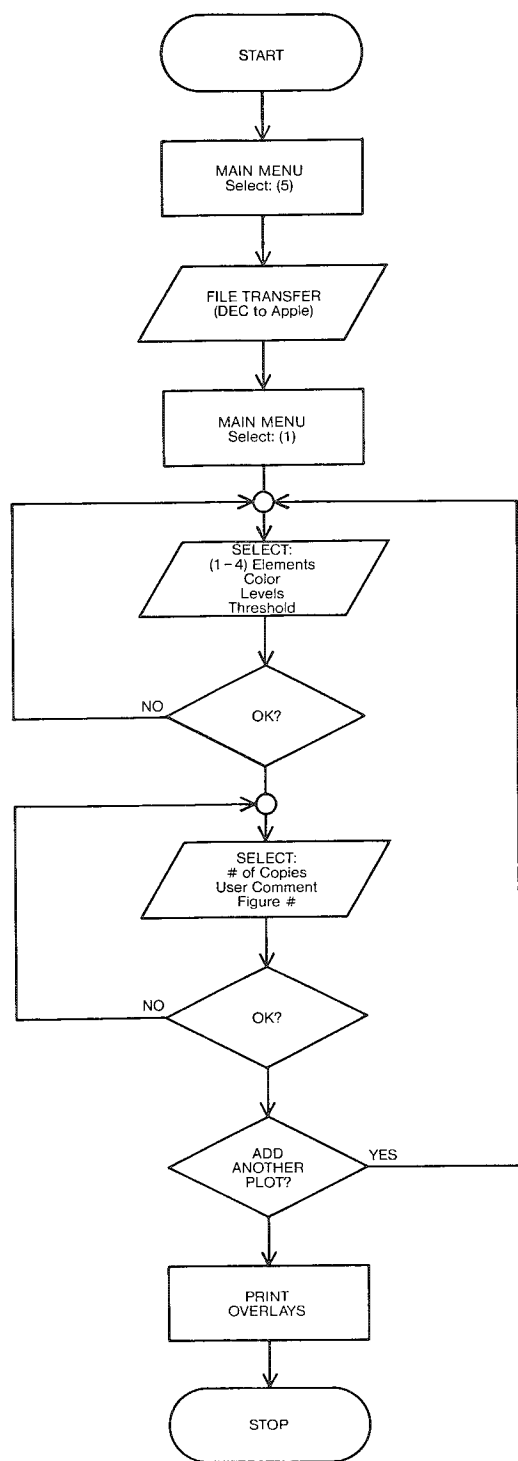 START
MAIN MENU
Select: (5)
FILE TRANSFER
(DEC to Apple)
MAIN MENU
Select: (1)
SELECT:
(1–4) Elements
Color
Levels
Threshold
NO
OK?
SELECT:
# of Copies
User Comment
Figure #
NO
OK?
ADD
ANOTHER
PLOT?
YES
PRINT
OVERLAYS
STOP